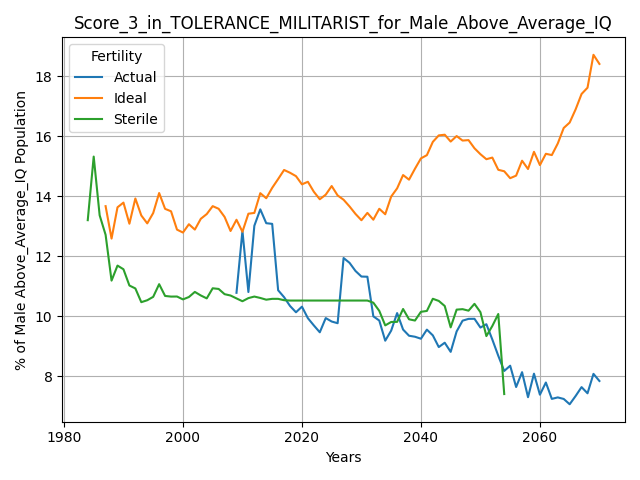 Score_3_in_TOLERANCE_MILITARIST_for_Male_Above_Average_IQ
Fertility
Actual
Ideal
Sterile
% of Male Above_Average_IQ Population
18
16
14
12
10
8
1980 2000 2020 2040 2060
Years